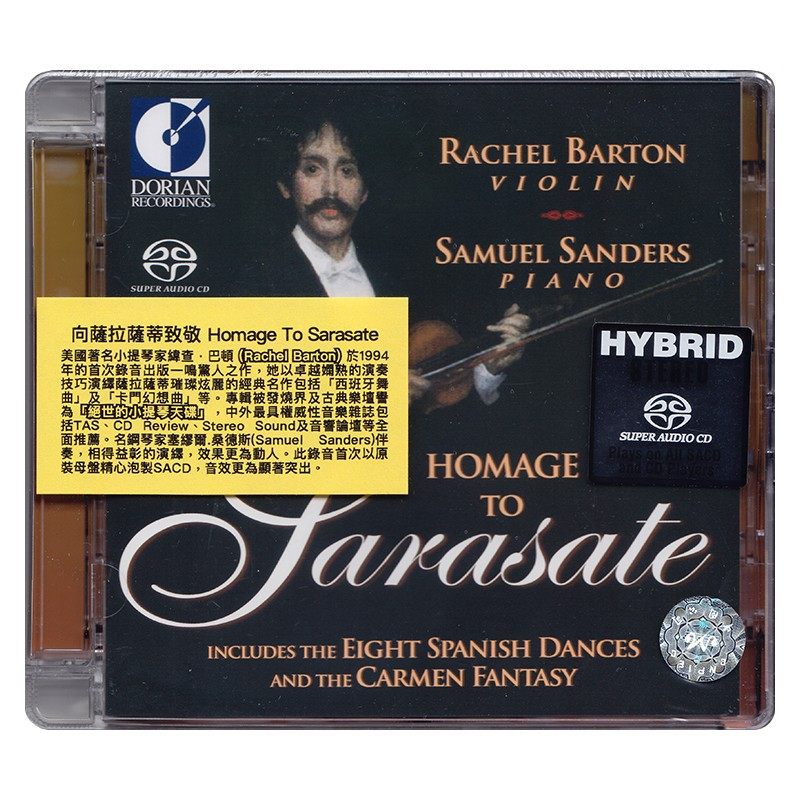 DORIAN
RECORDINGS®
SUPER AUDIO CD
RACHEL BARTON
VIOLIN
SAMUEL SANDERS
PIANO
向薩拉薩蒂致敬 Homage To Sarasate
美國著名小提琴家緯查‧巴頓(Rachel Barton)於1994
年的首次錄音出版一鳴驚人之作,她以卓越嫻熟的演奏
技巧演繹薩拉薩蒂璀璨炫麗的經典名作包括「西班牙舞
曲」及「卡門幻想曲」等。專輯被發燒界及古典樂壇譽
為「絕世的小提琴天碟」,中外最具權威性音樂雜誌包
括TAS、CD Review、Stereo Sound及音響論壇等全
面推薦。名鋼琴家塞繆爾.桑德斯(Samuel Sanders)伴
奏,相得益彰的演繹,效果更為動人。此錄音首次以原
裝母盤精心泡製SACD,音效更為顯著突出。
HYBRID
STEREO
SUPER AUDIO CD
Plays on All SACD
and CD Players
HOMAGE
TO
Sarasate
INCLUDES THE EIGHT SPANISH DANCES
AND THE CARMEN FANTASY